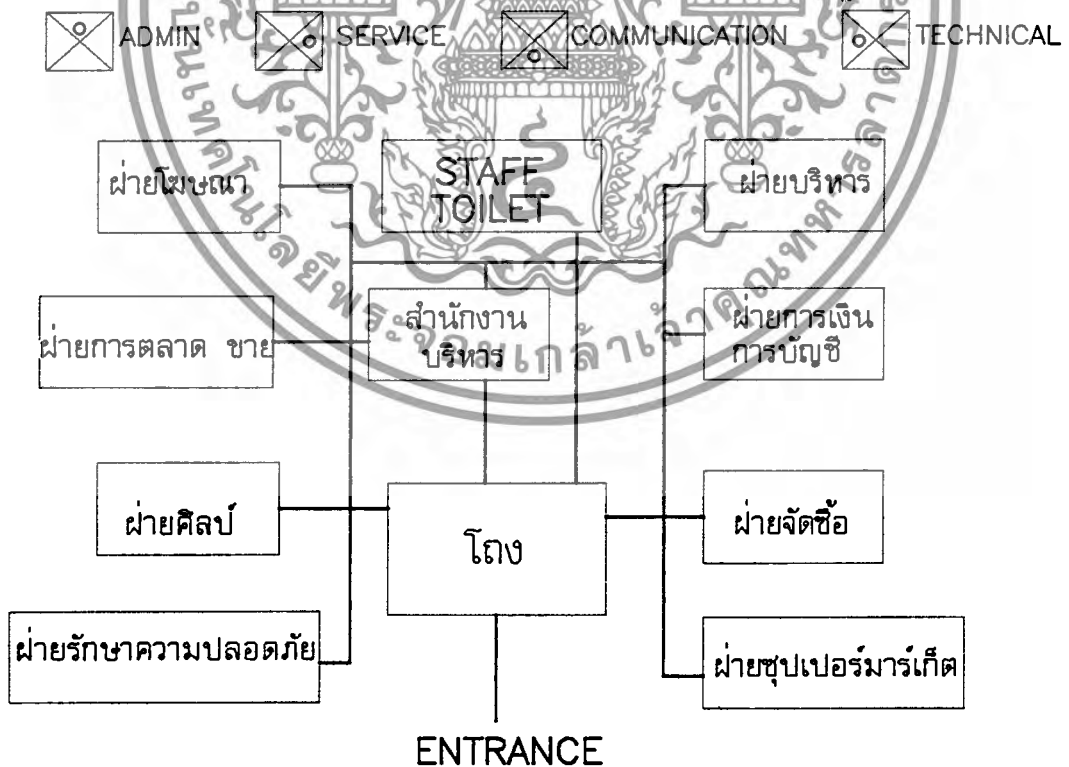 ADMIN SERVICE COMMUNICATION TECHNICAL
ฝ่ายโฆษณา
STAFF
TOILET
ฝ่ายบริหาร
ฝ่ายการตลาด ขาย
สำนักงาน
บริหาร
ฝ่ายการเงิน
การบัญชี
ฝ่ายศิลป์
โถง
ฝ่ายจัดซื้อ
ฝ่ายรักษาความปลอดภัย
ฝ่ายซุปเปอร์มาร์เก็ต
ENTRANCE